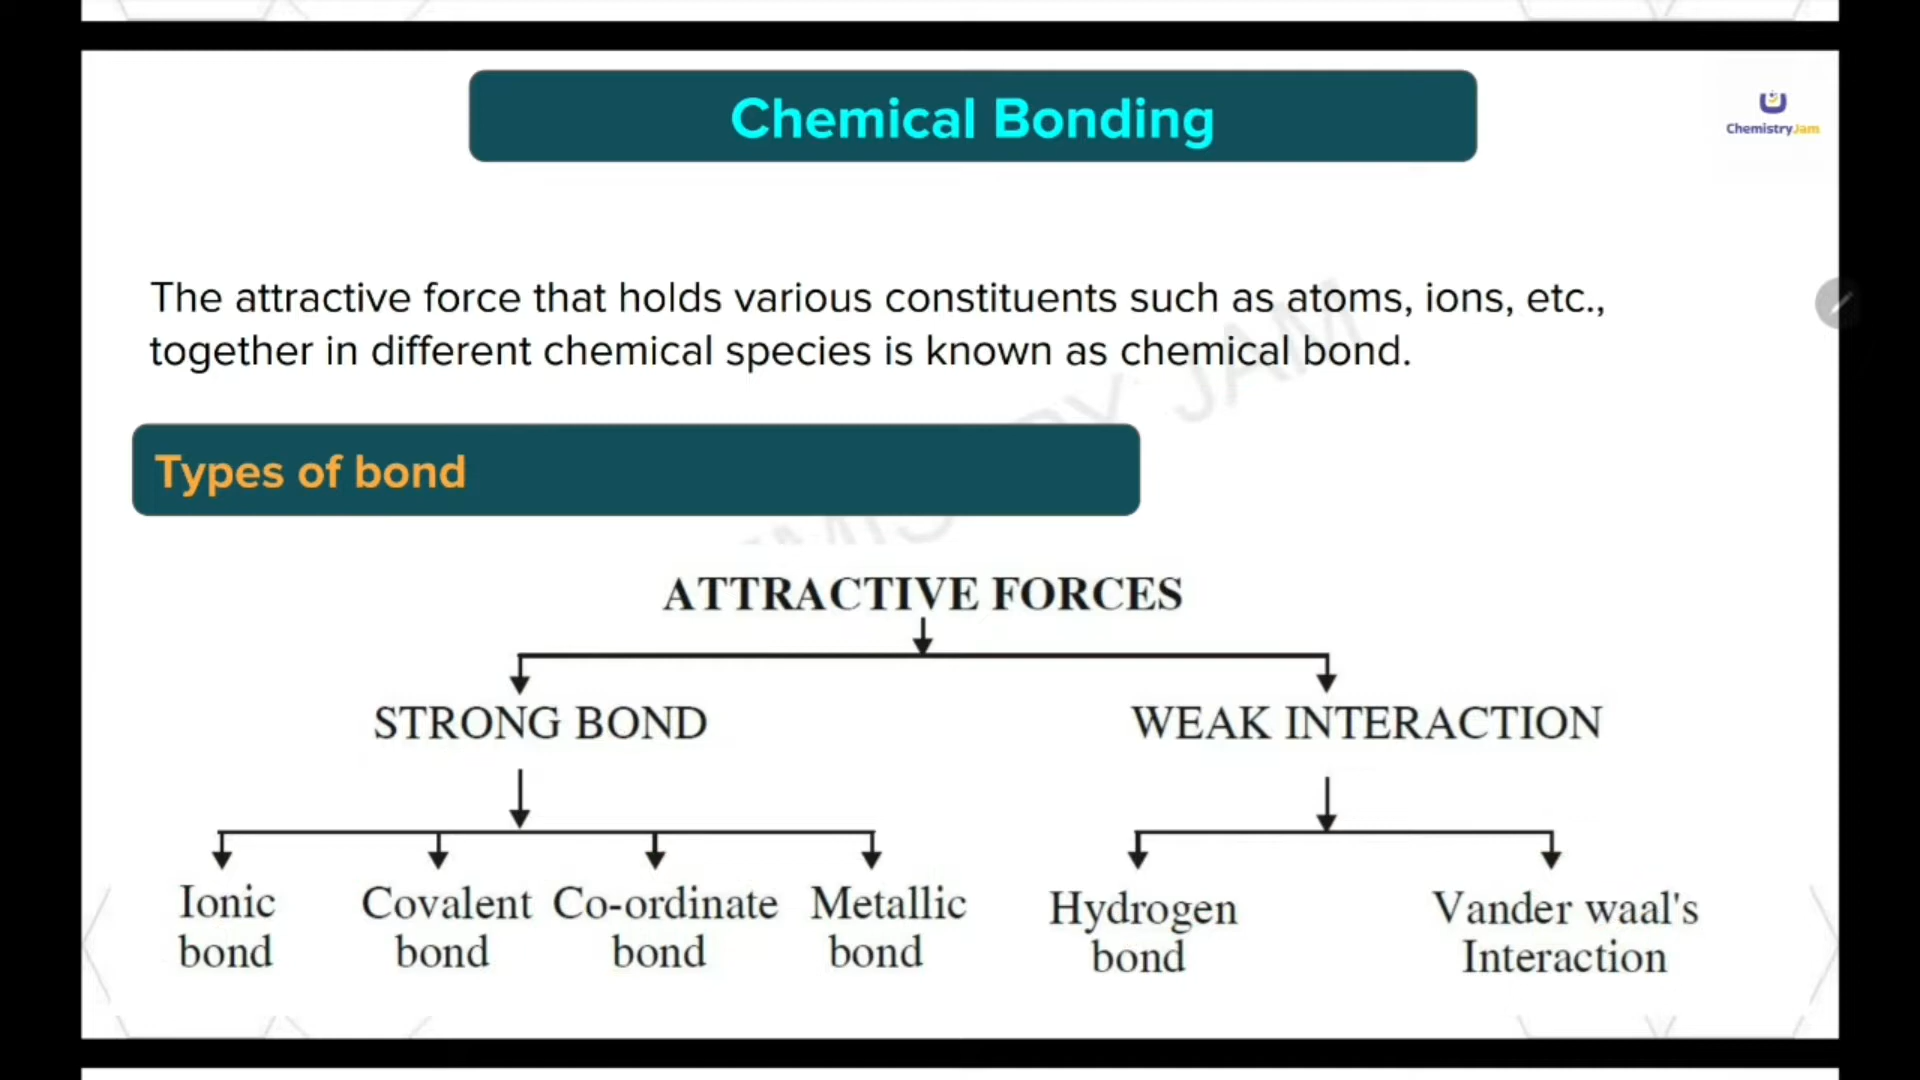 Chemical Bonding
ChemistryJam
The attractive force that holds various constituents such as atoms, ions, etc.,
together in different chemical species is known as chemical bond.
Types of bond
ATTRACTIVE FORCES
STRONG BOND WEAK INTERACTION
Ionic Covalent Co-ordinate Metallic Hydrogen Vander waal's
bond bond bond bond bond Interaction